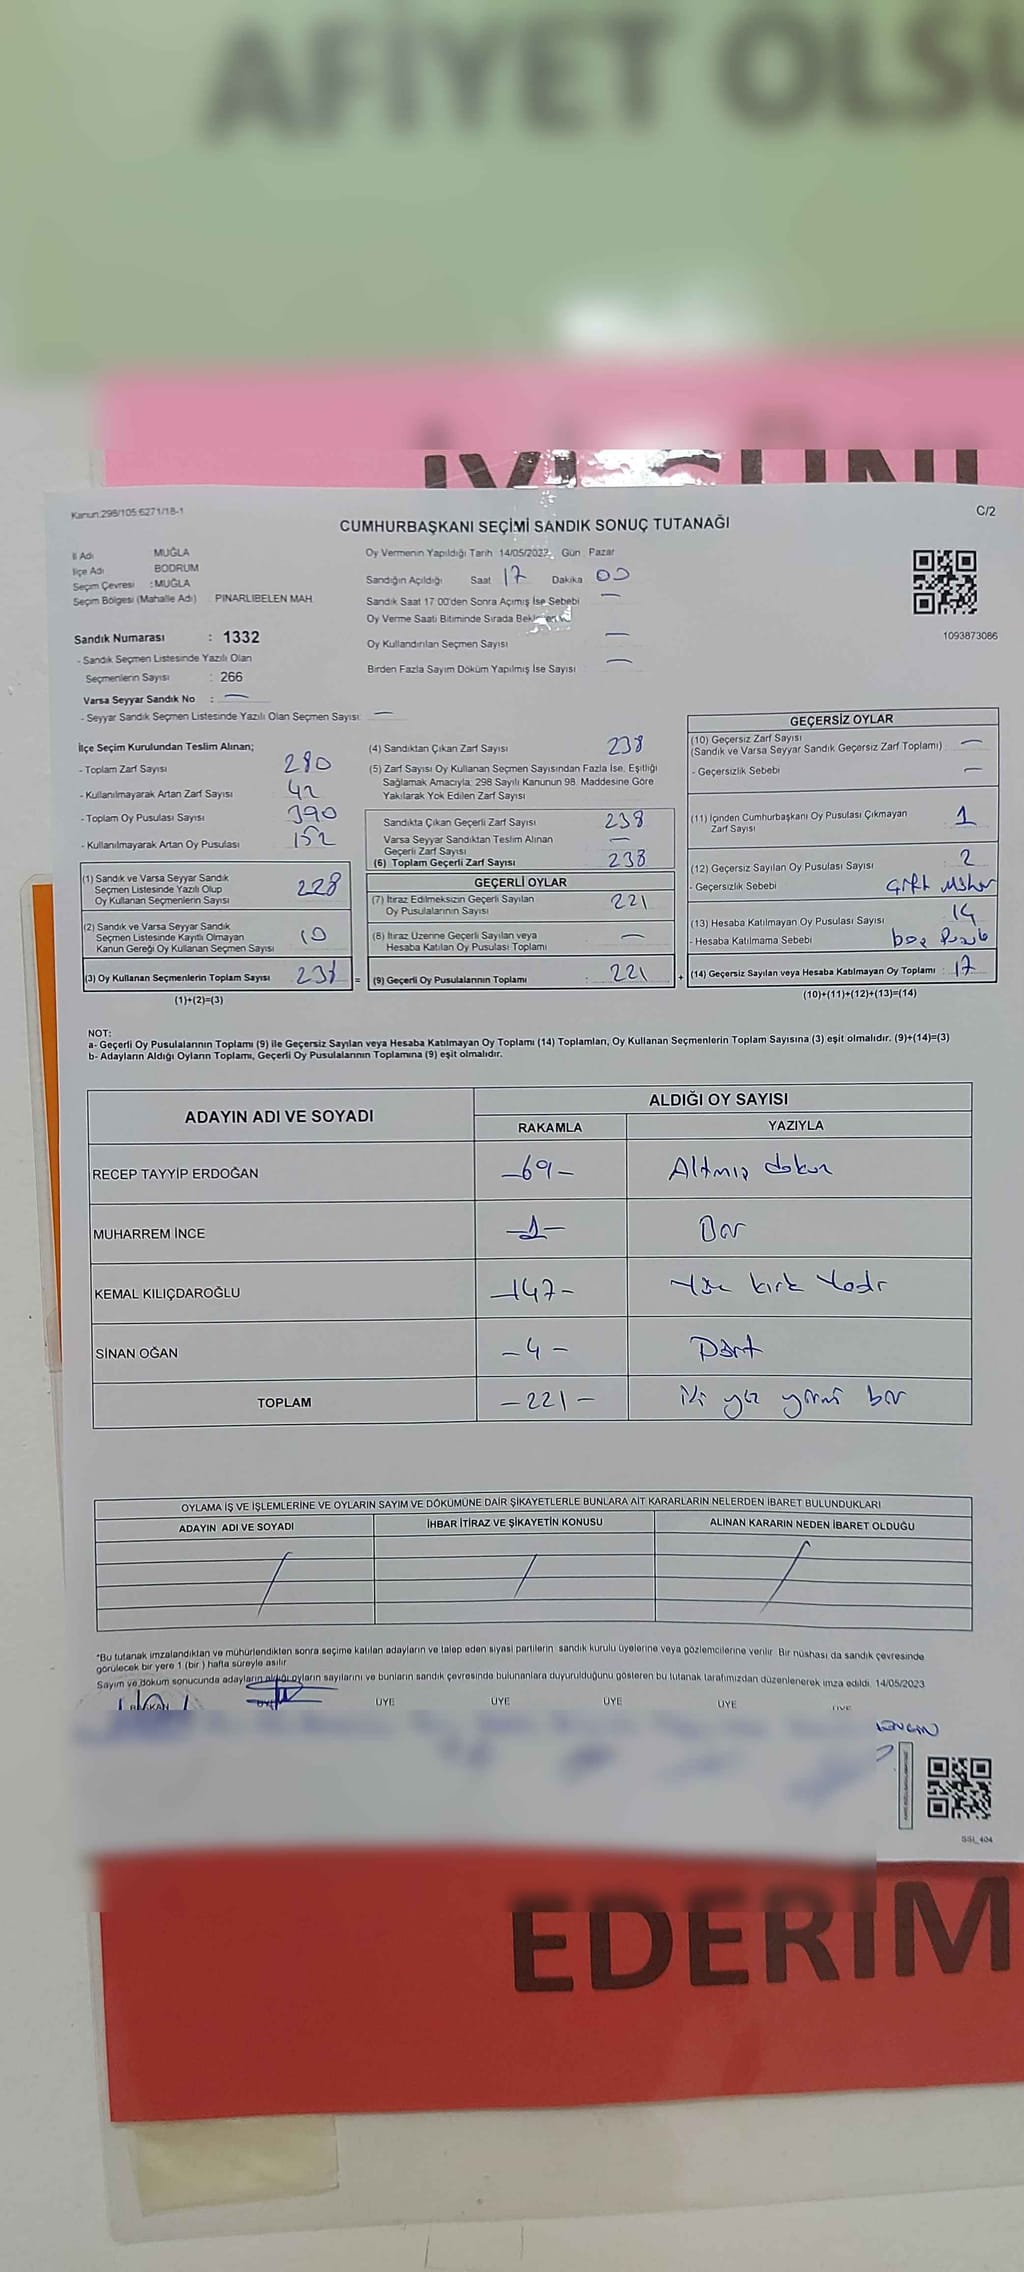 AFİYET OLSU
İYİ GÜNL
Kanun:298/105:6271/18-1
C/2
CUMHURBAŞKANI SEÇİMİ SANDIK SONUÇ TUTANAĞI
İl Adı MUĞLA
İlçe Adı BODRUM
Seçim Çevresi : MUĞLA
Seçim Bölgesi (Mahalle Adı) PINARLIBELEN MAH.
Sandık Numarası : 1332
- Sandık Seçmen Listesinde Yazılı Olan
Seçmenlerin Sayısı : 266
Varsa Seyyar Sandık No : —
- Seyyar Sandık Seçmen Listesinde Yazılı Olan Seçmen Sayısı: —
Oy Vermenin Yapıldığı Tarih 14/05/2023 Gün Pazar
Sandığın Açıldığı Saat 17 Dakika 00
Sandık Saat 17:00'den Sonra Açımış İse Sebebi —
Oy Verme Saati Bitiminde Sırada
Oy Kullandırılan Seçmen Sayısı —
Birden Fazla Sayım Döküm Yapılmış İse Sayısı —
1093873086
İlçe Seçim Kurulundan Teslim Alınan;
- Toplam Zarf Sayısı 280
- Kullanılmayarak Artan Zarf Sayısı 42
- Toplam Oy Pusulası Sayısı 390
- Kullanılmayarak Artan Oy Pusulası 152
(1) Sandık ve Varsa Seyyar Sandık
Seçmen Listesinde Yazılı Olup
Oy Kullanan Seçmenlerin Sayısı 228
(2) Sandık ve Varsa Seyyar Sandık
Seçmen Listesinde Kayıtlı Olmayan
Kanun Gereği Oy Kullanan Seçmen Sayısı 10
(3) Oy Kullanan Seçmenlerin Toplam Sayısı 238 =
(1)+(2)=(3)
(4) Sandıktan Çıkan Zarf Sayısı 238
(5) Zarf Sayısı Oy Kullanan Seçmen Sayısından Fazla İse, Eşitliği
Sağlamak Amacıyla; 298 Sayılı Kanunun 98. Maddesine Göre
Yakılarak Yok Edilen Zarf Sayısı
Sandıkta Çıkan Geçerli Zarf Sayısı 238
Varsa Seyyar Sandıktan Teslim Alınan
Geçerli Zarf Sayısı —
(6) Toplam Geçerli Zarf Sayısı 238
GEÇERLİ OYLAR
(7) İtiraz Edilmeksizin Geçerli Sayılan
Oy Pusulalarının Sayısı 221
(8) İtiraz Üzerine Geçerli Sayılan veya
Hesaba Katılan Oy Pusulası Toplamı —
(9) Geçerli Oy Pusulalarının Toplamı : 221 +
GEÇERSİZ OYLAR
(10) Geçersiz Zarf Sayısı
(Sandık ve Varsa Seyyar Sandık Geçersiz Zarf Toplamı) —
- Geçersizlik Sebebi —
(11) İçinden Cumhurbaşkanı Oy Pusulası Çıkmayan
Zarf Sayısı 1
(12) Geçersiz Sayılan Oy Pusulası Sayısı : 2
- Geçersizlik Sebebi Çift Mühür
(13) Hesaba Katılmayan Oy Pusulası Sayısı 14
- Hesaba Katılmama Sebebi boş Pusula
(14) Geçersiz Sayılan veya Hesaba Katılmayan Oy Toplamı : 17
(10)+(11)+(12)+(13)=(14)
NOT:
a- Geçerli Oy Pusulalarının Toplamı (9) ile Geçersiz Sayılan veya Hesaba Katılmayan Oy Toplamı (14) Toplamları, Oy Kullanan Seçmenlerin Toplam Sayısına (3) eşit olmalıdır. (9)+(14)=(3)
b- Adayların Aldığı Oyların Toplamı, Geçerli Oy Pusulalarının Toplamına (9) eşit olmalıdır.
ADAYIN ADI VE SOYADI ALDIĞI OY SAYISI
RAKAMLA YAZIYLA
RECEP TAYYİP ERDOĞAN —69— Altmış dokuz
MUHARREM İNCE —1— Bir
KEMAL KILIÇDAROĞLU —147— Yüz kırk Yedi
SİNAN OĞAN —4— Dört
TOPLAM —221— iki yüz yirmi bir
OYLAMA İŞ VE İŞLEMLERİNE VE OYLARIN SAYIM VE DÖKÜMÜNE DAİR ŞİKAYETLERLE BUNLARA AİT KARARLARIN NELERDEN İBARET BULUNDUKLARI
ADAYIN ADI VE SOYADI İHBAR İTİRAZ VE ŞİKAYETİN KONUSU ALINAN KARARIN NEDEN İBARET OLDUĞU
*Bu tutanak imzalandıktan ve mühürlendikten sonra seçime katılan adayların ve talep eden siyasi partilerin sandık kurulu üyelerine veya gözlemcilerine verilir. Bir nüshası da sandık çevresinde
görülecek bir yere 1 (bir ) hafta süreyle asılır.
Sayım ve döküm sonucunda adayların aldığı oyların sayılarını ve bunların sandık çevresinde bulunanlara duyurulduğunu gösteren bu tutanak tarafımızdan düzenlenerek imza edildi. 14/05/2023
BAŞKAN ÜYE ÜYE ÜYE ÜYE ÜYE ÜYE
SSİ_404
EDERİM